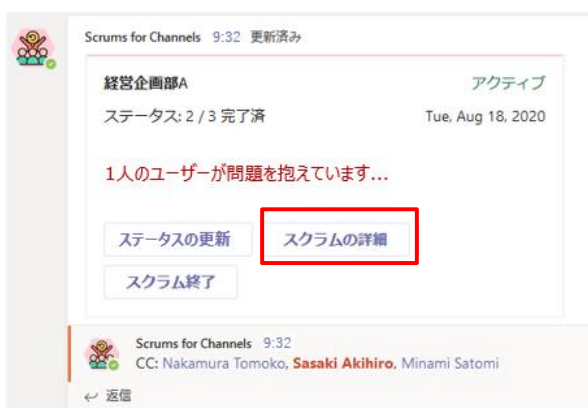 Scrums for Channels 9:32 更新済み
経営企画部A アクティブ
ステータス: 2 / 3 完了済 Tue, Aug 18, 2020
1人のユーザーが問題を抱えています...
ステータスの更新 スクラムの詳細
スクラム終了
Scrums for Channels 9:32
CC: Nakamura Tomoko, Sasaki Akihiro, Minami Satomi
返信